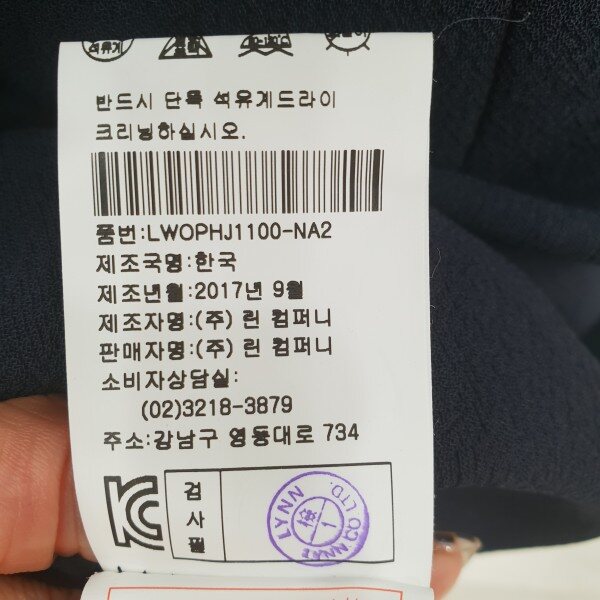 석유계
반드시 단독 석유계드라이
크리닝하십시오.
품번:LWOPHJ1100-NA2
제조국명:한국
제조년월:2017년 9월
제조자명:(주) 린 컴퍼니
판매자명:(주) 린 컴퍼니
소비자상담실:
(02)3218-3879
주소:강남구 영동대로 734
검
사
필
LYNN
1
LYNN CO LTD.